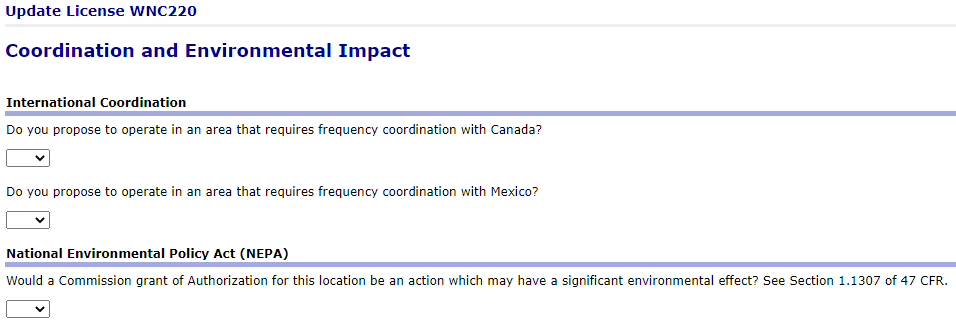 Update License WNC220
Coordination and Environmental Impact
International Coordination
Do you propose to operate in an area that requires frequency coordination with Canada?
Do you propose to operate in an area that requires frequency coordination with Mexico?
National Environmental Policy Act (NEPA)
Would a Commission grant of Authorization for this location be an action which may have a significant environmental effect? See Section 1.1307 of 47 CFR.